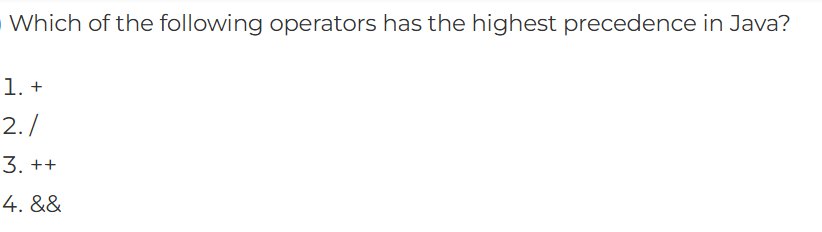 Which of the following operators has the highest precedence in Java?
1. +
2. /
3. ++
4. &&